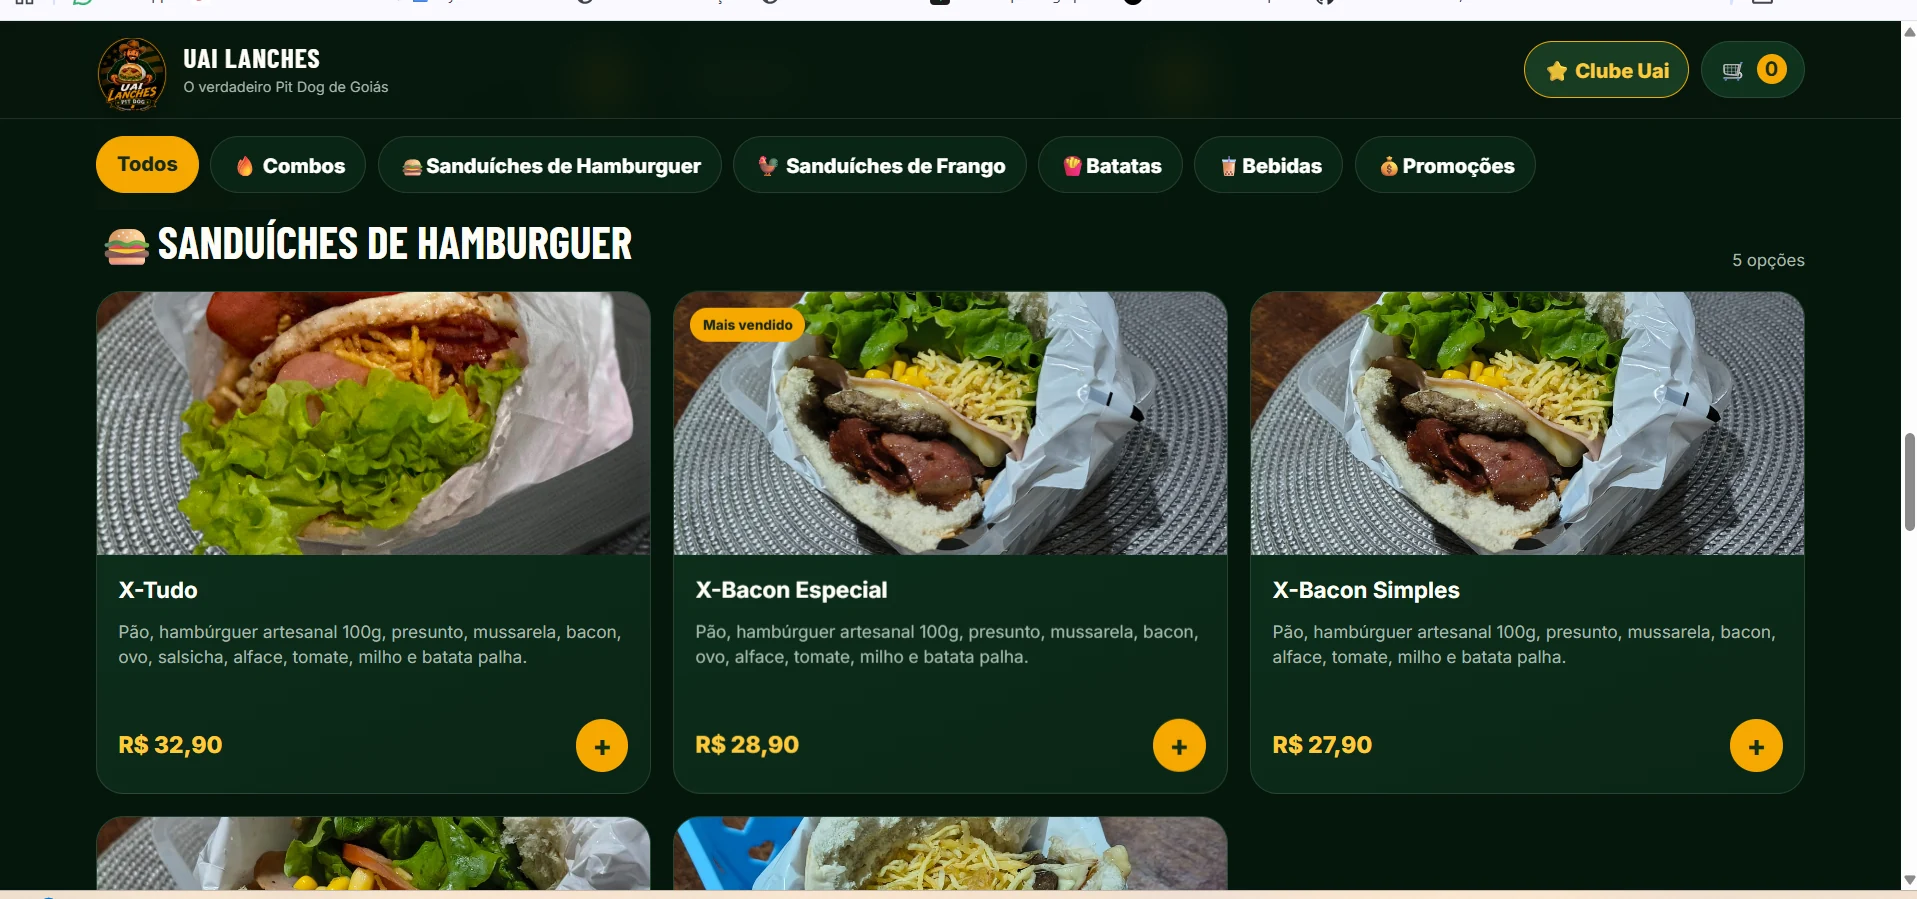 UAI LANCHES
O verdadeiro Pit Dog de Goiás
UAI
LANCHES
PIT DOG
Clube Uai
0
Todos
Combos
Sanduíches de Hamburguer
Sanduíches de Frango
Batatas
Bebidas
Promoções
SANDUÍCHES DE HAMBURGUER
5 opções
Mais vendido
X-Tudo
Pão, hambúrguer artesanal 100g, presunto, mussarela, bacon,
ovo, salsicha, alface, tomate, milho e batata palha.
R$ 32,90
+
X-Bacon Especial
Pão, hambúrguer artesanal 100g, presunto, mussarela, bacon,
ovo, alface, tomate, milho e batata palha.
R$ 28,90
+
X-Bacon Simples
Pão, hambúrguer artesanal 100g, presunto, mussarela, bacon,
alface, tomate, milho e batata palha.
R$ 27,90
+